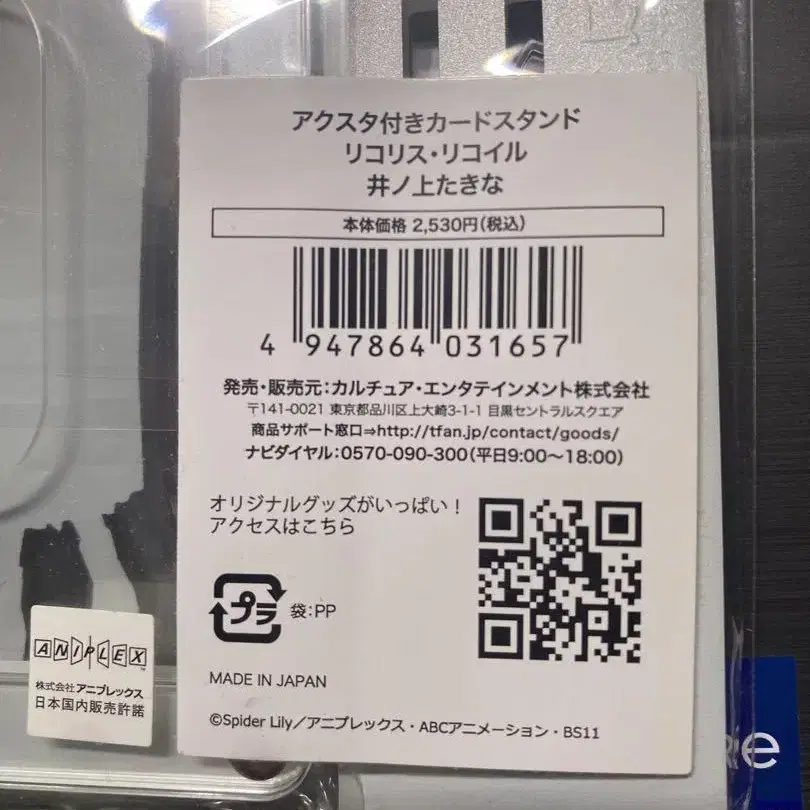 アクスタ付きカードスタンド
リコリス・リコイル
井ノ上たきな
本体価格 2,530円(税込)
4 947864 031657
発売・販売元:カルチュア・エンタテインメント株式会社
〒141-0021 東京都品川区上大崎3-1-1 目黒セントラルスクエア
商品サポート窓口⇒http://tfan.jp/contact/goods/
ナビダイヤル:0570-090-300(平日9:00〜18:00)
オリジナルグッズがいっぱい!
アクセスはこちら
プラ 袋:PP
MADE IN JAPAN
©Spider Lily/アニプレックス・ABCアニメーション・BS11
ANIPLEX™
株式会社 アニプレックス
日本国内販売許諾